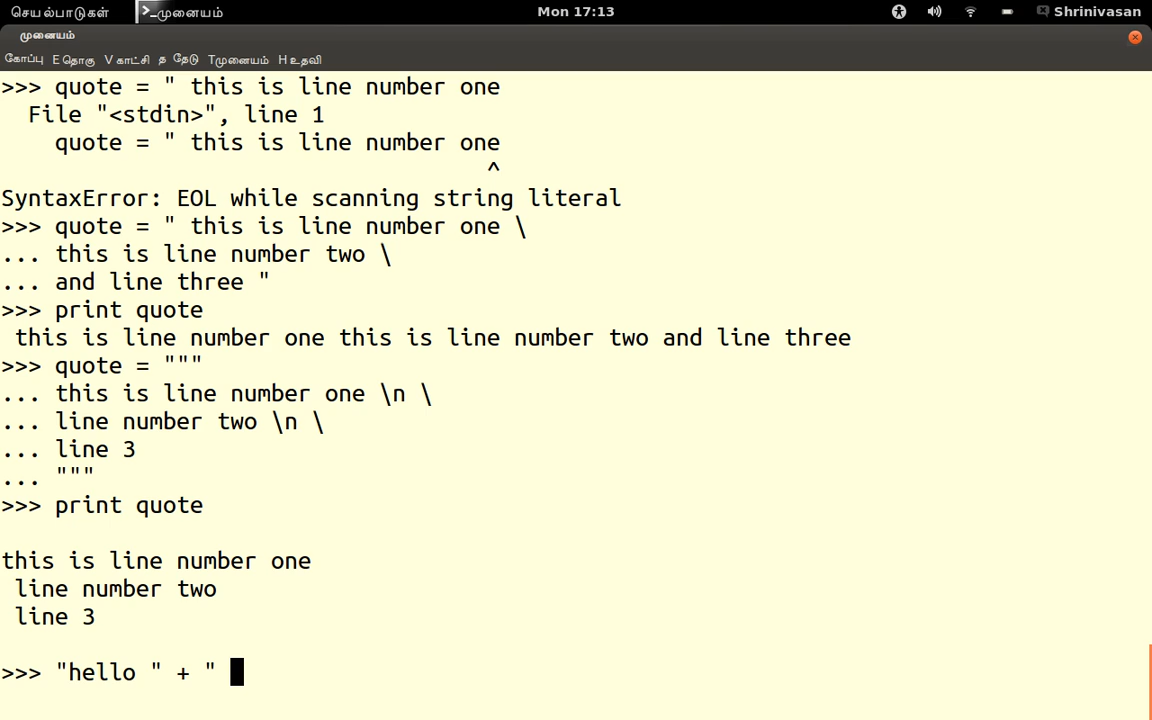 செயல்பாடுகள் முனையம் Mon 17:13 Shrinivasan
முனையம்
கோப்பு Eதொகு Vகாட்சி த தேடு Tமுனையம் Hஉதவி
>>> quote = " this is line number one
  File "<stdin>", line 1
    quote = " this is line number one
                                    ^
SyntaxError: EOL while scanning string literal
>>> quote = " this is line number one \
... this is line number two \
... and line three "
>>> print quote
 this is line number one this is line number two and line three
>>> quote = """
... this is line number one \n \
... line number two \n \
... line 3
... """
>>> print quote

this is line number one
 line number two
 line 3

>>> "hello " + "